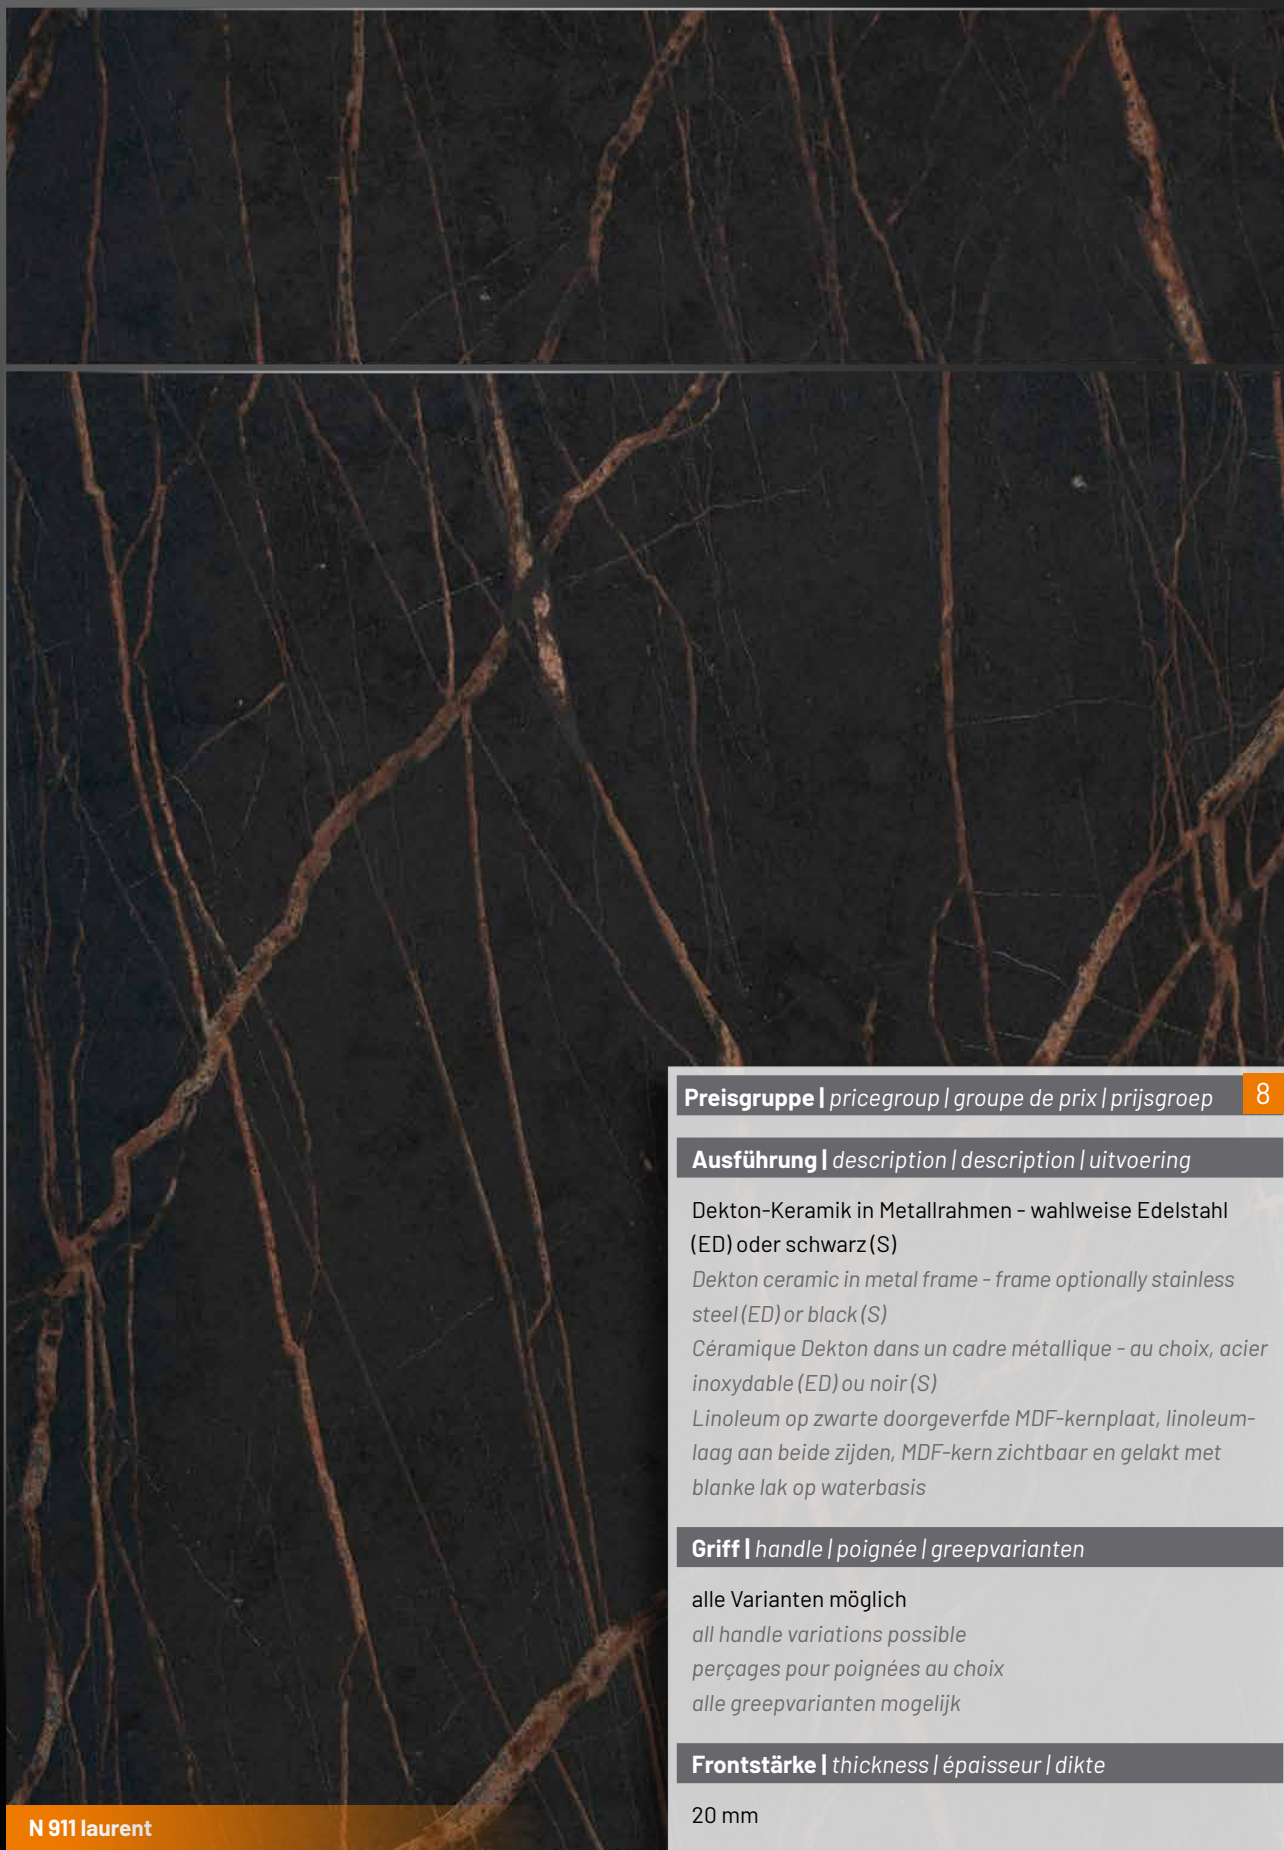 Preisgruppe | pricegroup | groupe de prix | prijsgroep 8
Ausführung | description | description | uitvoering
Dekton-Keramik in Metallrahmen - wahlweise Edelstahl
(ED) oder schwarz (S)
Dekton ceramic in metal frame - frame optionally stainless
steel (ED) or black (S)
Céramique Dekton dans un cadre métallique - au choix, acier
inoxydable (ED) ou noir (S)
Linoleum op zwarte doorgeverfde MDF-kernplaat, linoleum-
laag aan beide zijden, MDF-kern zichtbaar en gelakt met
blanke lak op waterbasis
Griff | handle | poignée | greepvarianten
alle Varianten möglich
all handle variations possible
perçages pour poignées au choix
alle greepvarianten mogelijk
Frontstärke | thickness | épaisseur | dikte
20 mm
N 911 laurent